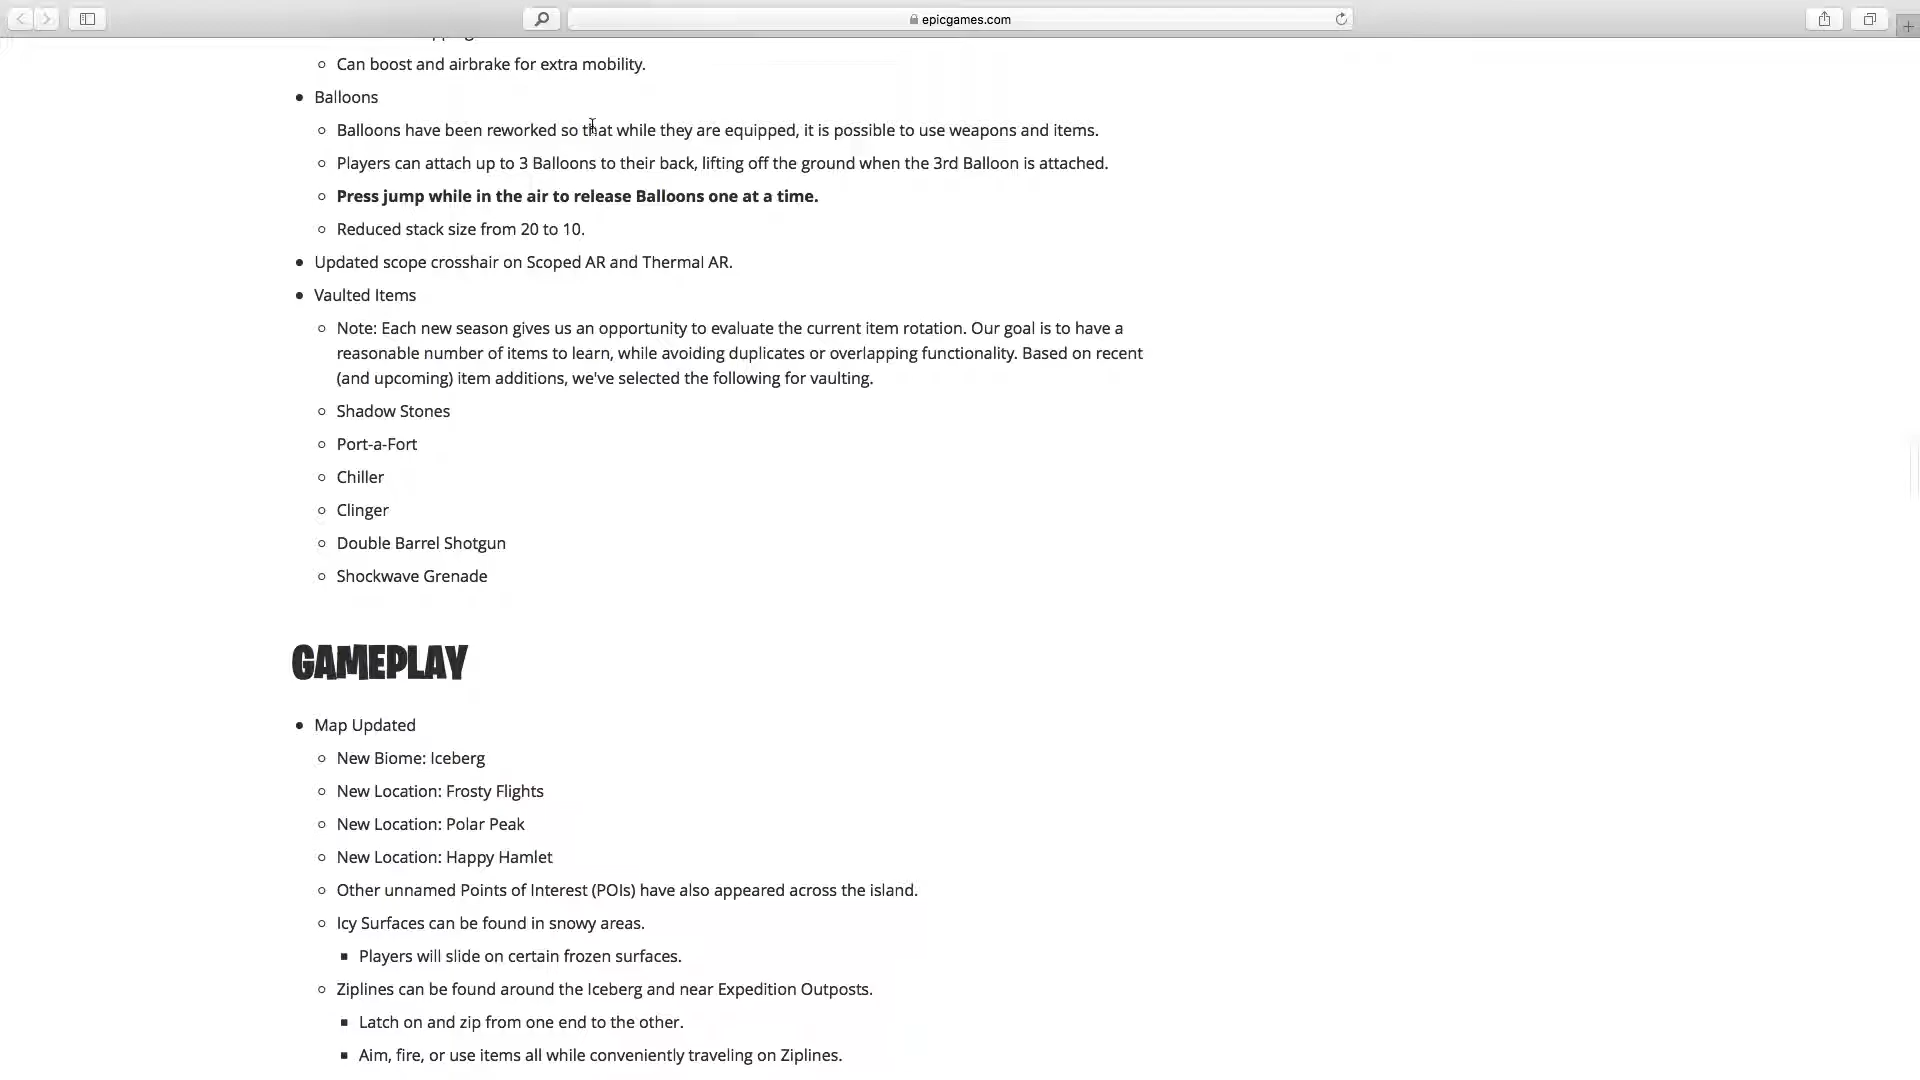 epicgames.com
Can boost and airbrake for extra mobility.
Balloons
Balloons have been reworked so that while they are equipped, it is possible to use weapons and items.
Players can attach up to 3 Balloons to their back, lifting off the ground when the 3rd Balloon is attached.
Press jump while in the air to release Balloons one at a time.
Reduced stack size from 20 to 10.
Updated scope crosshair on Scoped AR and Thermal AR.
Vaulted Items
Note: Each new season gives us an opportunity to evaluate the current item rotation. Our goal is to have a
reasonable number of items to learn, while avoiding duplicates or overlapping functionality. Based on recent
(and upcoming) item additions, we've selected the following for vaulting.
Shadow Stones
Port-a-Fort
Chiller
Clinger
Double Barrel Shotgun
Shockwave Grenade
GAMEPLAY
Map Updated
New Biome: Iceberg
New Location: Frosty Flights
New Location: Polar Peak
New Location: Happy Hamlet
Other unnamed Points of Interest (POIs) have also appeared across the island.
Icy Surfaces can be found in snowy areas.
Players will slide on certain frozen surfaces.
Ziplines can be found around the Iceberg and near Expedition Outposts.
Latch on and zip from one end to the other.
Aim, fire, or use items all while conveniently traveling on Ziplines.